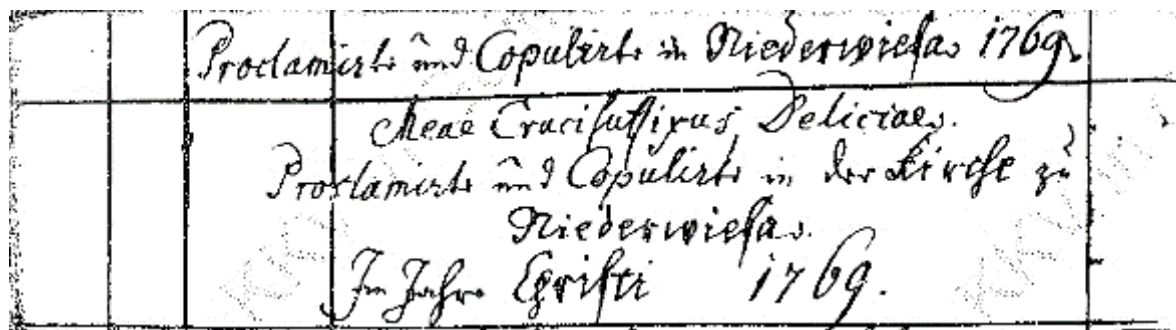 Proclamirte und Copulirte in Niederwiesa 1769.
Meae Crucisuffixus Deliciae.
Proclamirte und Copulirte in der Kirche zu
Niederwiesa.
Im Jahre Christi 1769.